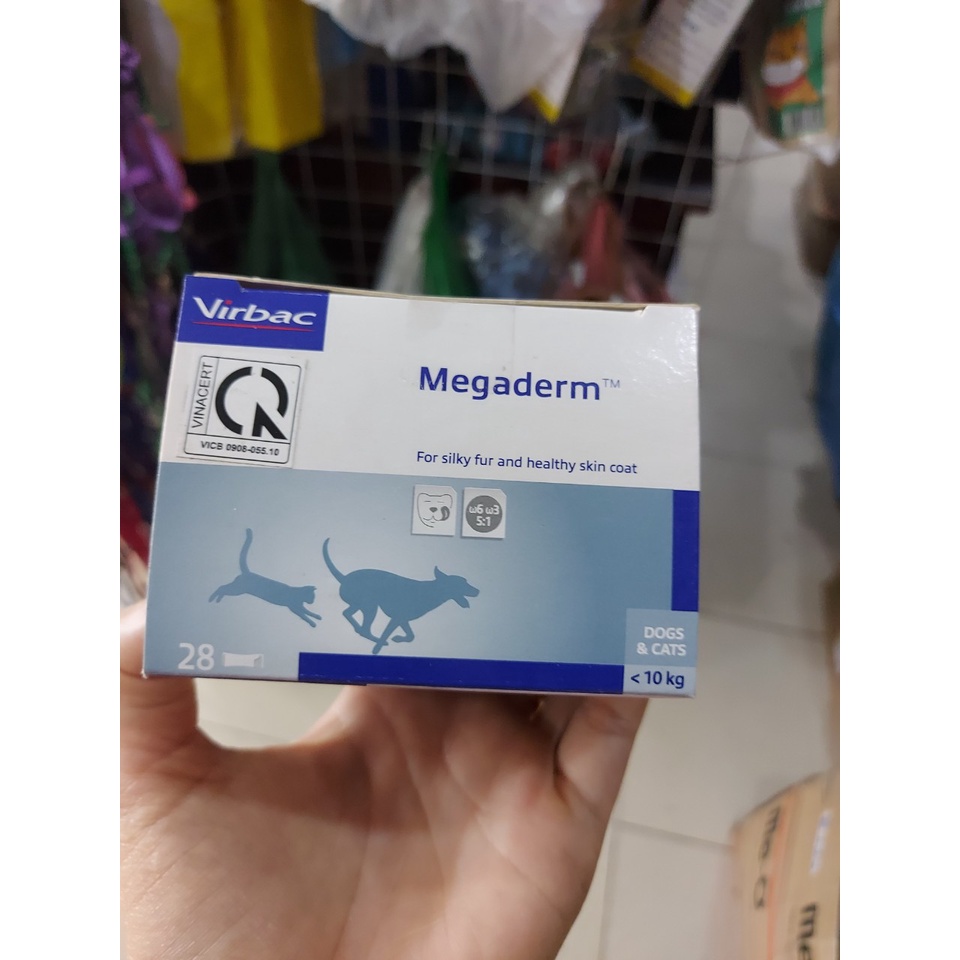 Virbac
VINACERT
VICB 0908-055.10
Megaderm™
For silky fur and healthy skin coat
ω6 ω3
5:1
28
DOGS
& CATS
< 10 kg
me-O